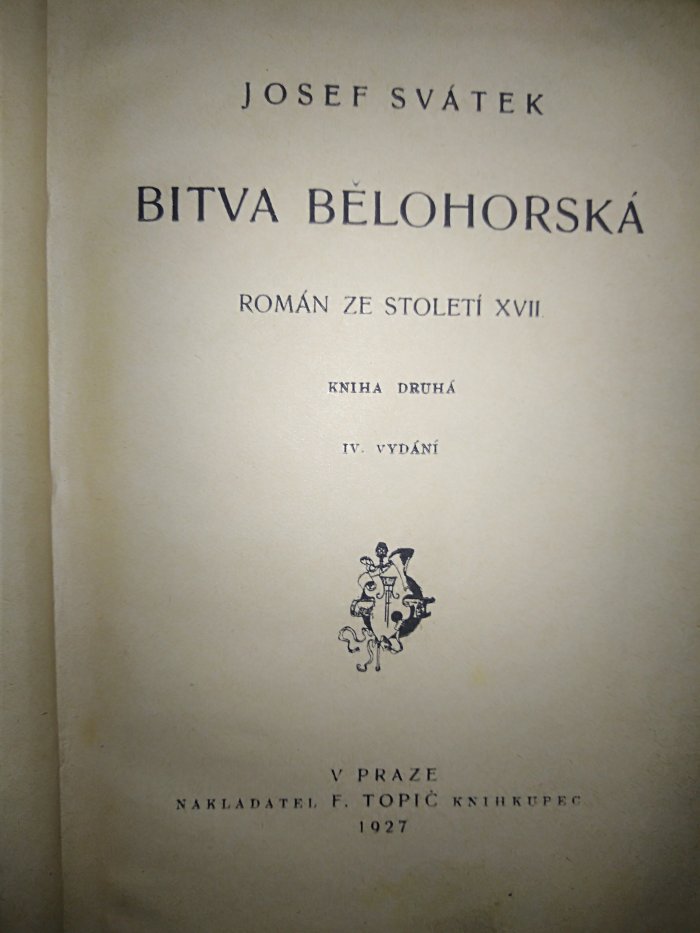 JOSEF SVÁTEK
BITVA BĚLOHORSKÁ
ROMÁN ZE STOLETÍ XVII.
KNIHA DRUHÁ
IV. VYDÁNÍ
V PRAZE
NAKLADATEL F. TOPIČ KNIHKUPEC
1927